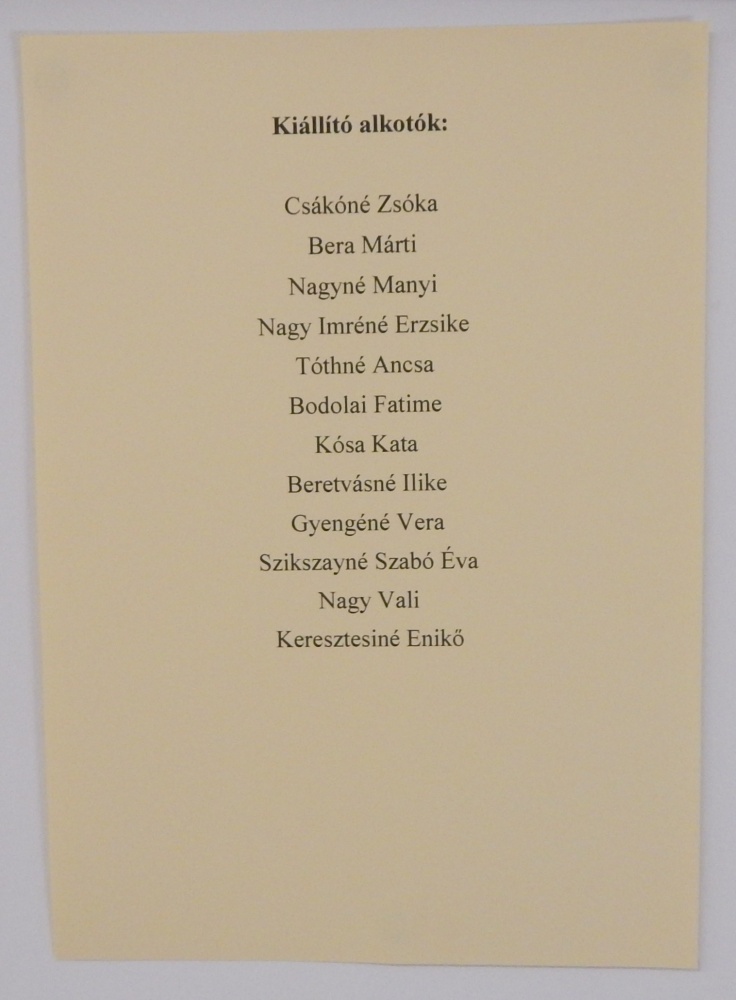 Kiállító alkotók:
Csákóné Zsóka
Bera Márti
Nagyné Manyi
Nagy Imréné Erzsike
Tóthné Ancsa
Bodolai Fatime
Kósa Kata
Beretvásné Ilike
Gyengéné Vera
Szikszayné Szabó Éva
Nagy Vali
Keresztesiné Enikő